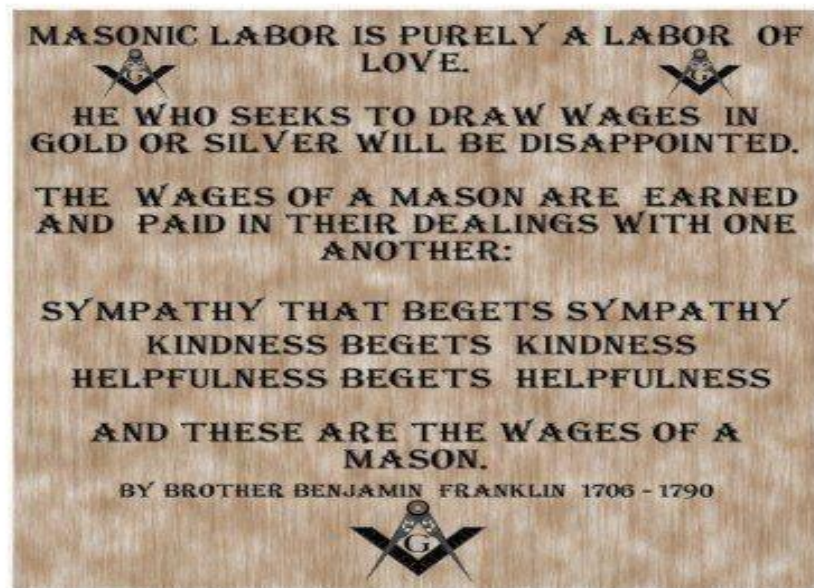 MASONIC LABOR IS PURELY A LABOR OF
LOVE.
G
G
HE WHO SEEKS TO DRAW WAGES IN
GOLD OR SILVER WILL BE DISAPPOINTED.
THE WAGES OF A MASON ARE EARNED
AND PAID IN THEIR DEALINGS WITH ONE
ANOTHER:
SYMPATHY THAT BEGETS SYMPATHY
KINDNESS BEGETS KINDNESS
HELPFULNESS BEGETS HELPFULNESS
AND THESE ARE THE WAGES OF A
MASON.
BY BROTHER BENJAMIN FRANKLIN 1706 - 1790
G